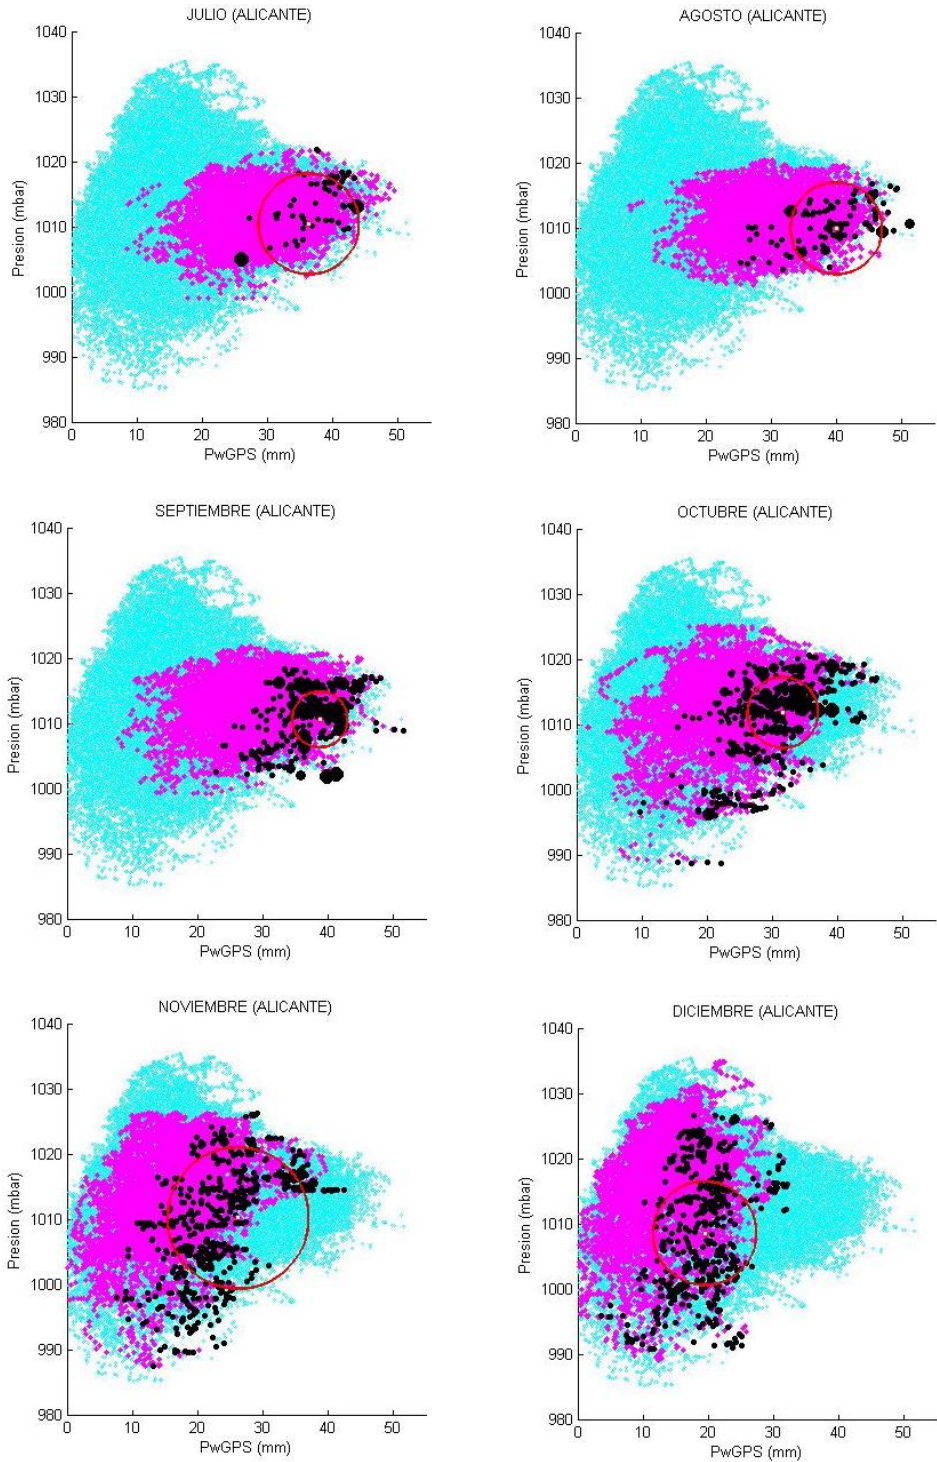 JULIO (ALICANTE)
1040
1030
1020
1010
1000
990
980
Presion (mbar)
0 10 20 30 40 50
PwGPS (mm)
AGOSTO (ALICANTE)
1040
1030
1020
1010
1000
990
980
Presion (mbar)
0 10 20 30 40 50
PwGPS (mm)
SEPTIEMBRE (ALICANTE)
1040
1030
1020
1010
1000
990
980
Presion (mbar)
0 10 20 30 40 50
PwGPS (mm)
OCTUBRE (ALICANTE)
1040
1030
1020
1010
1000
990
980
Presion (mbar)
0 10 20 30 40 50
PwGPS (mm)
NOVIEMBRE (ALICANTE)
1040
1030
1020
1010
1000
990
980
Presion (mbar)
0 10 20 30 40 50
PwGPS (mm)
DICIEMBRE (ALICANTE)
1040
1030
1020
1010
1000
990
980
Presion (mbar)
0 10 20 30 40 50
PwGPS (mm)